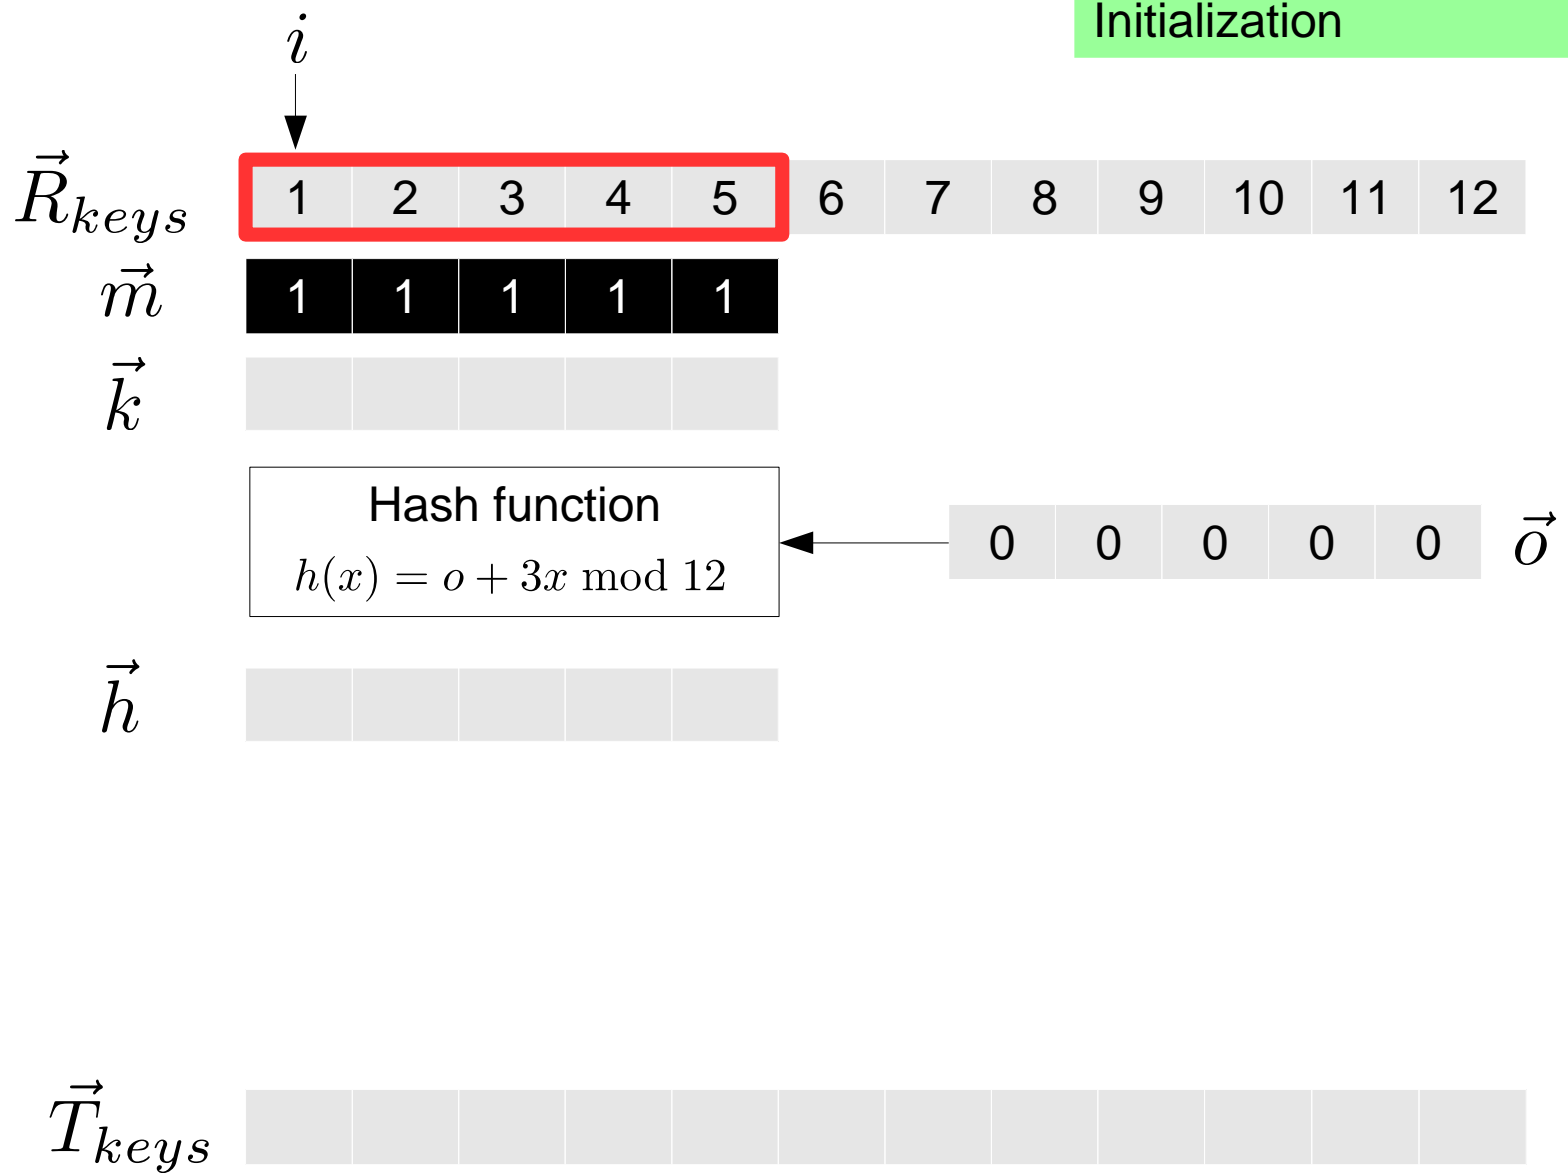 Initialization
i
R⃗keys 1 2 3 4 5 6 7 8 9 10 11 12
m⃗ 1 1 1 1 1
k⃗
Hash function
h(x) = o + 3x mod 12
0 0 0 0 0 o⃗
h⃗
T⃗keys